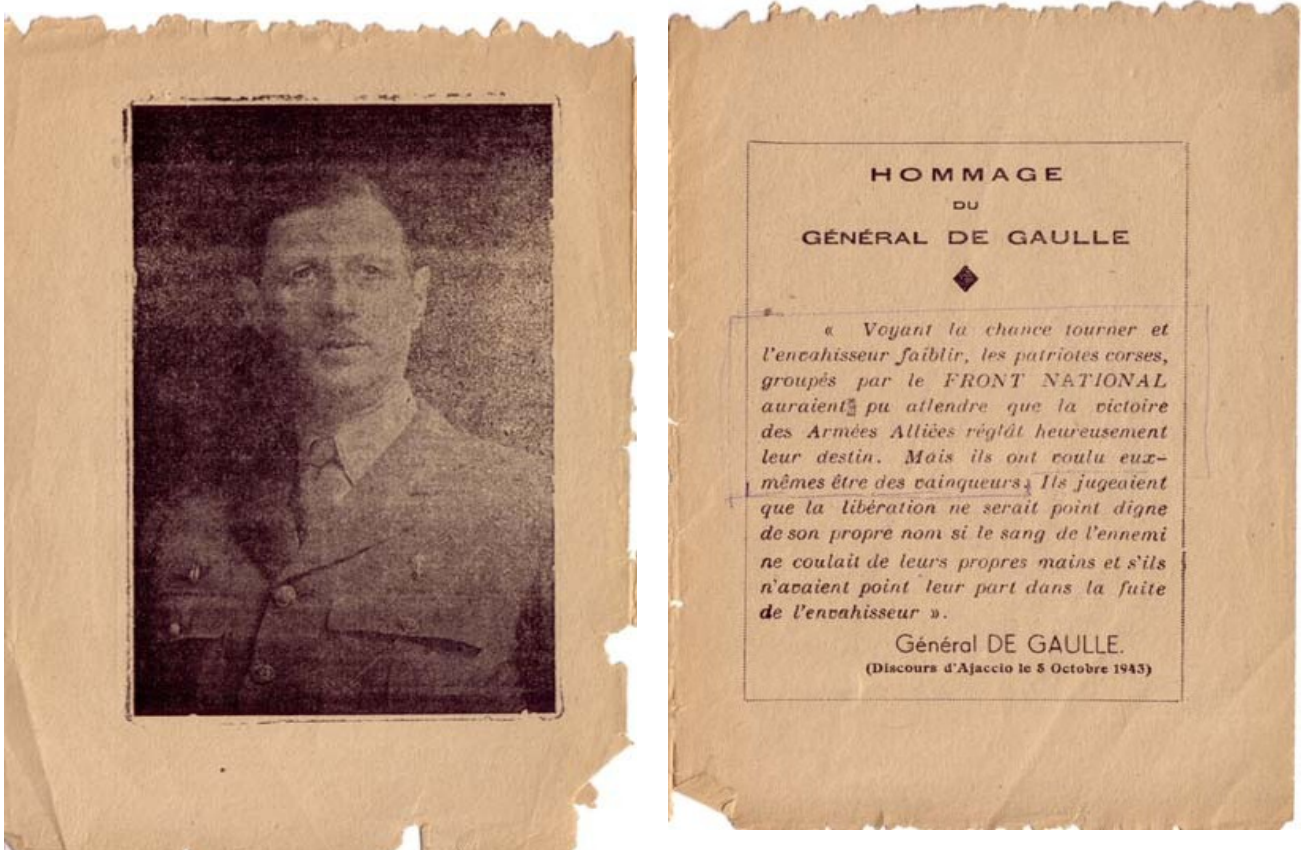 HOMMAGE
DU
GÉNÉRAL DE GAULLE
« Voyant la chance tourner et
l'envahisseur faiblir, les patriotes corses,
groupés par le FRONT NATIONAL
auraient pu attendre que la victoire
des Armées Alliées réglât heureusement
leur destin. Mais ils ont voulu eux-
mêmes être des vainqueurs. Ils jugeaient
que la libération ne serait point digne
de son propre nom si le sang de l'ennemi
ne coulait de leurs propres mains et s'ils
n'avaient point leur part dans la fuite
de l'envahisseur ».
Général DE GAULLE.
(Discours d'Ajaccio le 8 Octobre 1943)